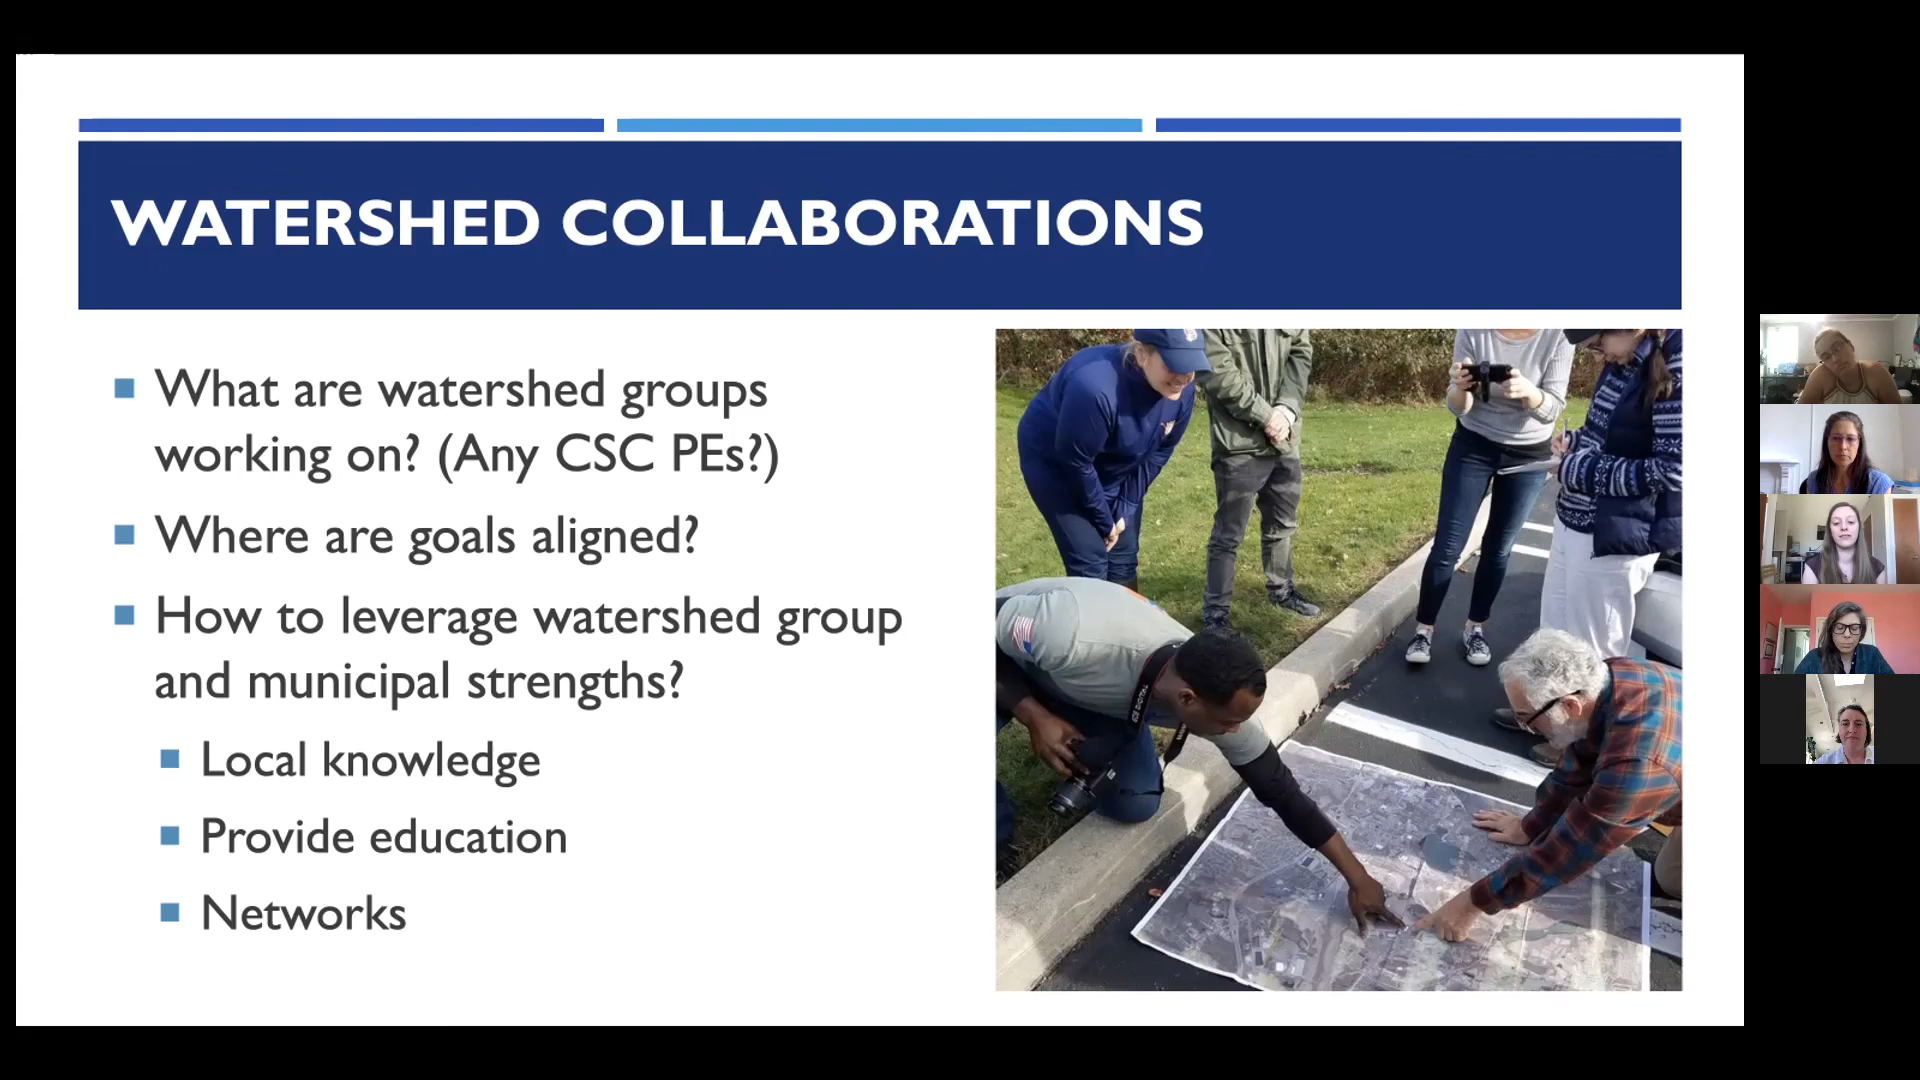 WATERSHED COLLABORATIONS
What are watershed groups
working on? (Any CSC PEs?)
Where are goals aligned?
How to leverage watershed group
and municipal strengths?
Local knowledge
Provide education
Networks